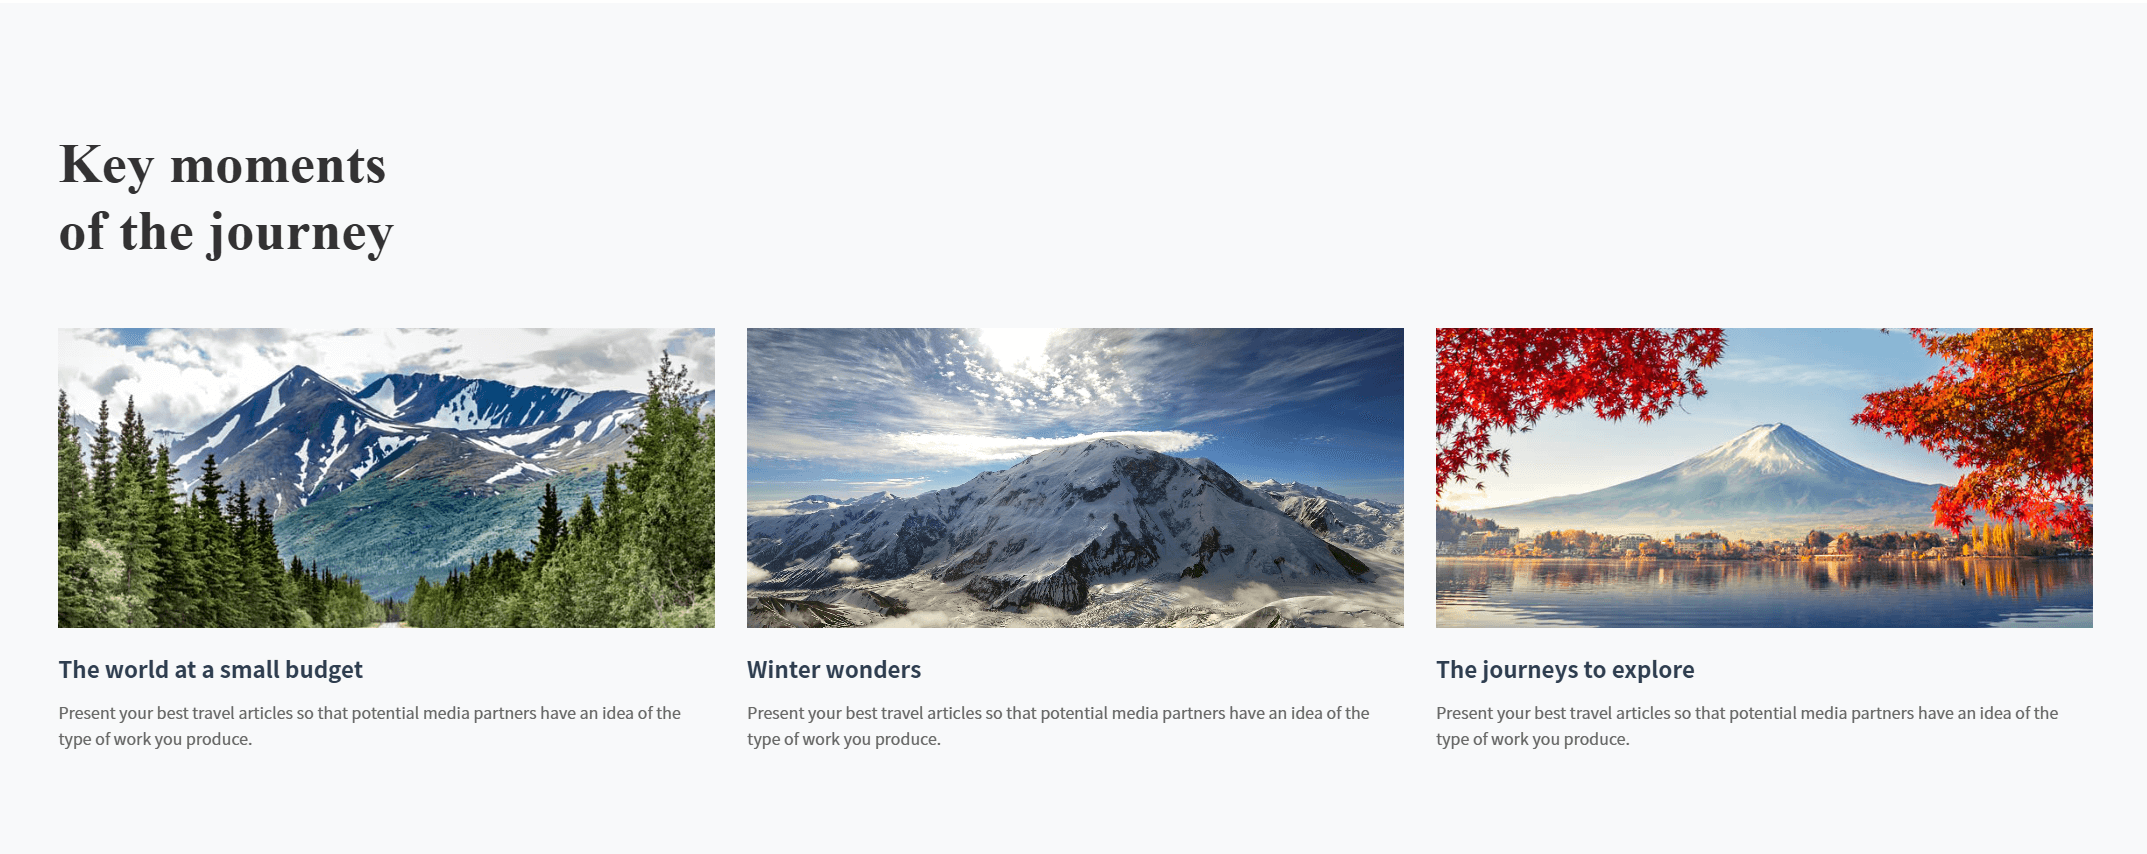 Key moments
of the journey
The world at a small budget
Present your best travel articles so that potential media partners have an idea of the
type of work you produce.
Winter wonders
Present your best travel articles so that potential media partners have an idea of the
type of work you produce.
The journeys to explore
Present your best travel articles so that potential media partners have an idea of the
type of work you produce.